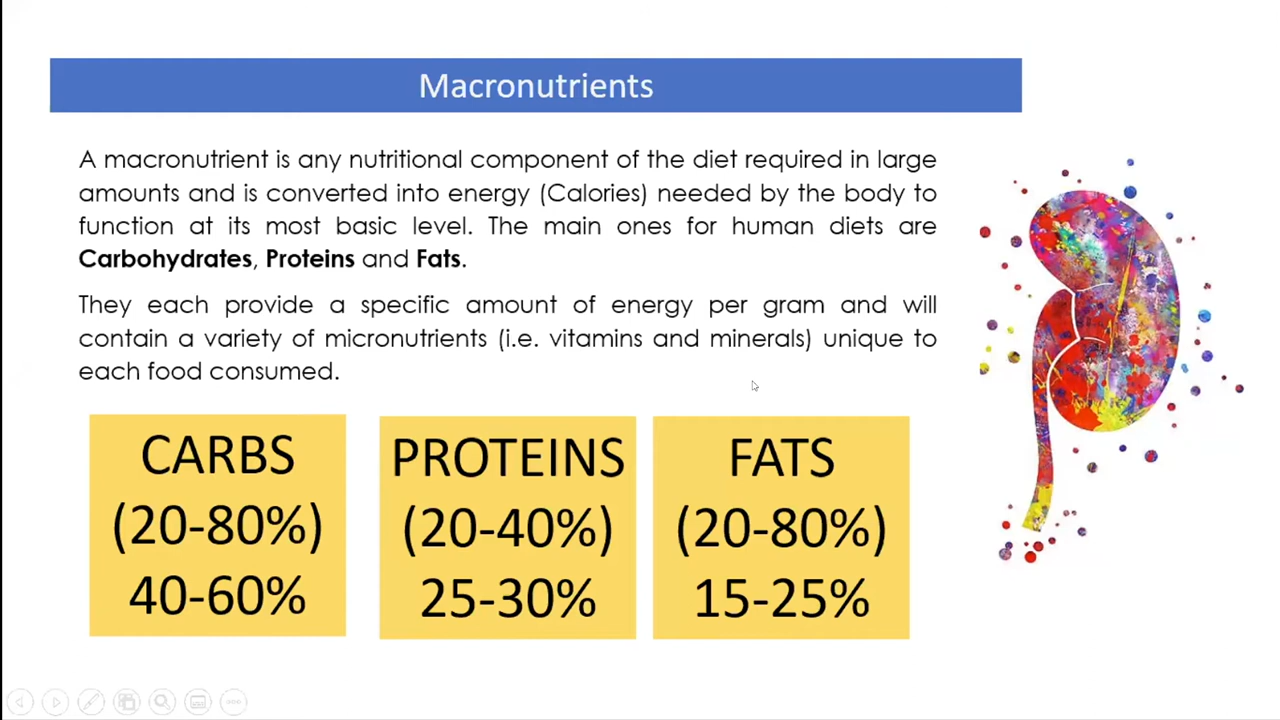 Macronutrients
A macronutrient is any nutritional component of the diet required in large
amounts and is converted into energy (Calories) needed by the body to
function at its most basic level. The main ones for human diets are
Carbohydrates, Proteins and Fats.
They each provide a specific amount of energy per gram and will
contain a variety of micronutrients (i.e. vitamins and minerals) unique to
each food consumed.
CARBS
(20-80%)
40-60%
PROTEINS
(20-40%)
25-30%
FATS
(20-80%)
15-25%